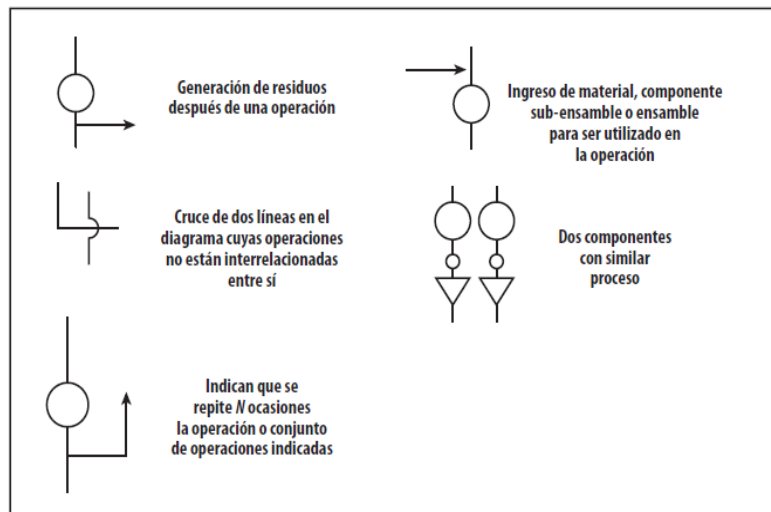 Generación de residuos
después de una operación
Ingreso de material, componente
sub-ensamble o ensamble
para ser utilizado en
la operación
Cruce de dos líneas en el
diagrama cuyas operaciones
no están interrelacionadas
entre sí
Dos componentes
con similar
proceso
Indican que se
repite N ocasiones
la operación o conjunto
de operaciones indicadas